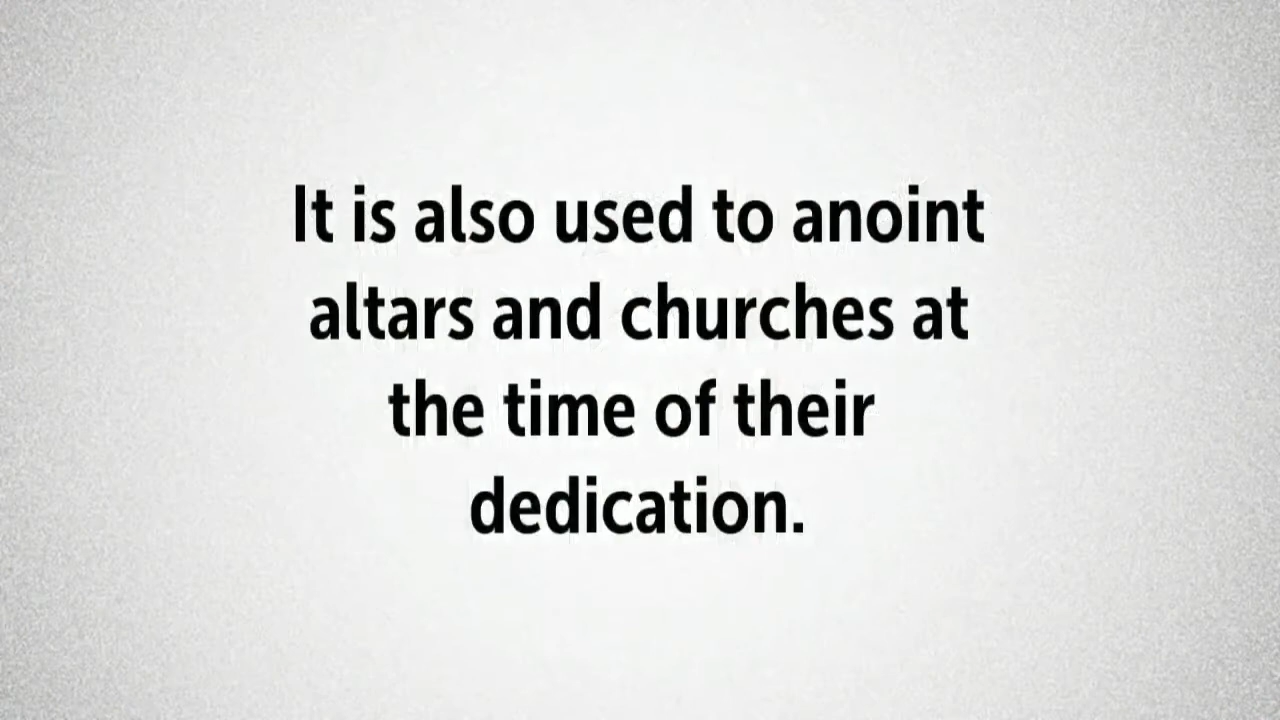 It is also used to anoint
altars and churches at
the time of their
dedication.